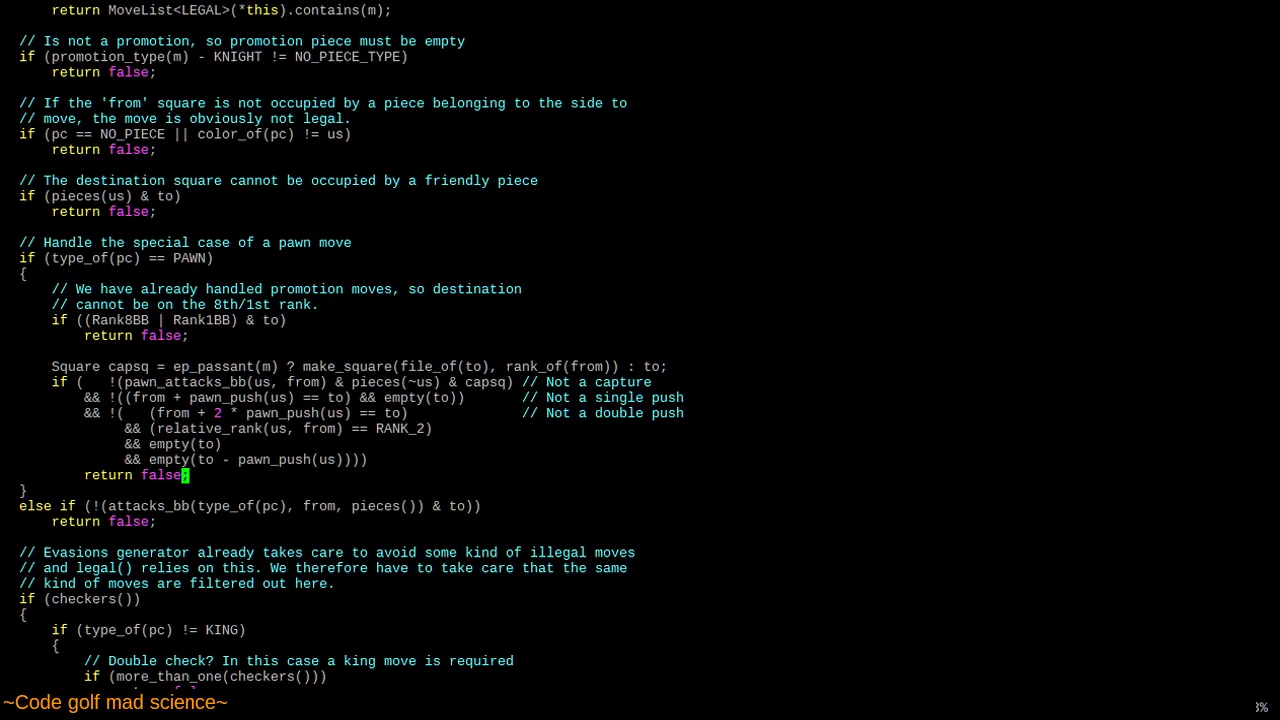 return MoveList<LEGAL>(*this).contains(m);
// Is not a promotion, so promotion piece must be empty
if (promotion_type(m) - KNIGHT != NO_PIECE_TYPE)
return false;
// If the 'from' square is not occupied by a piece belonging to the side to
// move, the move is obviously not legal.
if (pc == NO_PIECE || color_of(pc) != us)
return false;
// The destination square cannot be occupied by a friendly piece
if (pieces(us) & to)
return false;
// Handle the special case of a pawn move
if (type_of(pc) == PAWN)
{
// We have already handled promotion moves, so destination
// cannot be on the 8th/1st rank.
if ((Rank8BB | Rank1BB) & to)
return false;
Square capsq = ep_passant(m) ? make_square(file_of(to), rank_of(from)) : to;
if (   !(pawn_attacks_bb(us, from) & pieces(~us) & capsq) // Not a capture
&& !((from + pawn_push(us) == to) && empty(to))       // Not a single push
&& !(   (from + 2 * pawn_push(us) == to)              // Not a double push
&& (relative_rank(us, from) == RANK_2)
&& empty(to)
&& empty(to - pawn_push(us))))
return false;
}
else if (!(attacks_bb(type_of(pc), from, pieces()) & to))
return false;
// Evasions generator already takes care to avoid some kind of illegal moves
// and legal() relies on this. We therefore have to take care that the same
// kind of moves are filtered out here.
if (checkers())
{
if (type_of(pc) != KING)
{
// Double check? In this case a king move is required
if (more_than_one(checkers()))
~Code golf mad science~